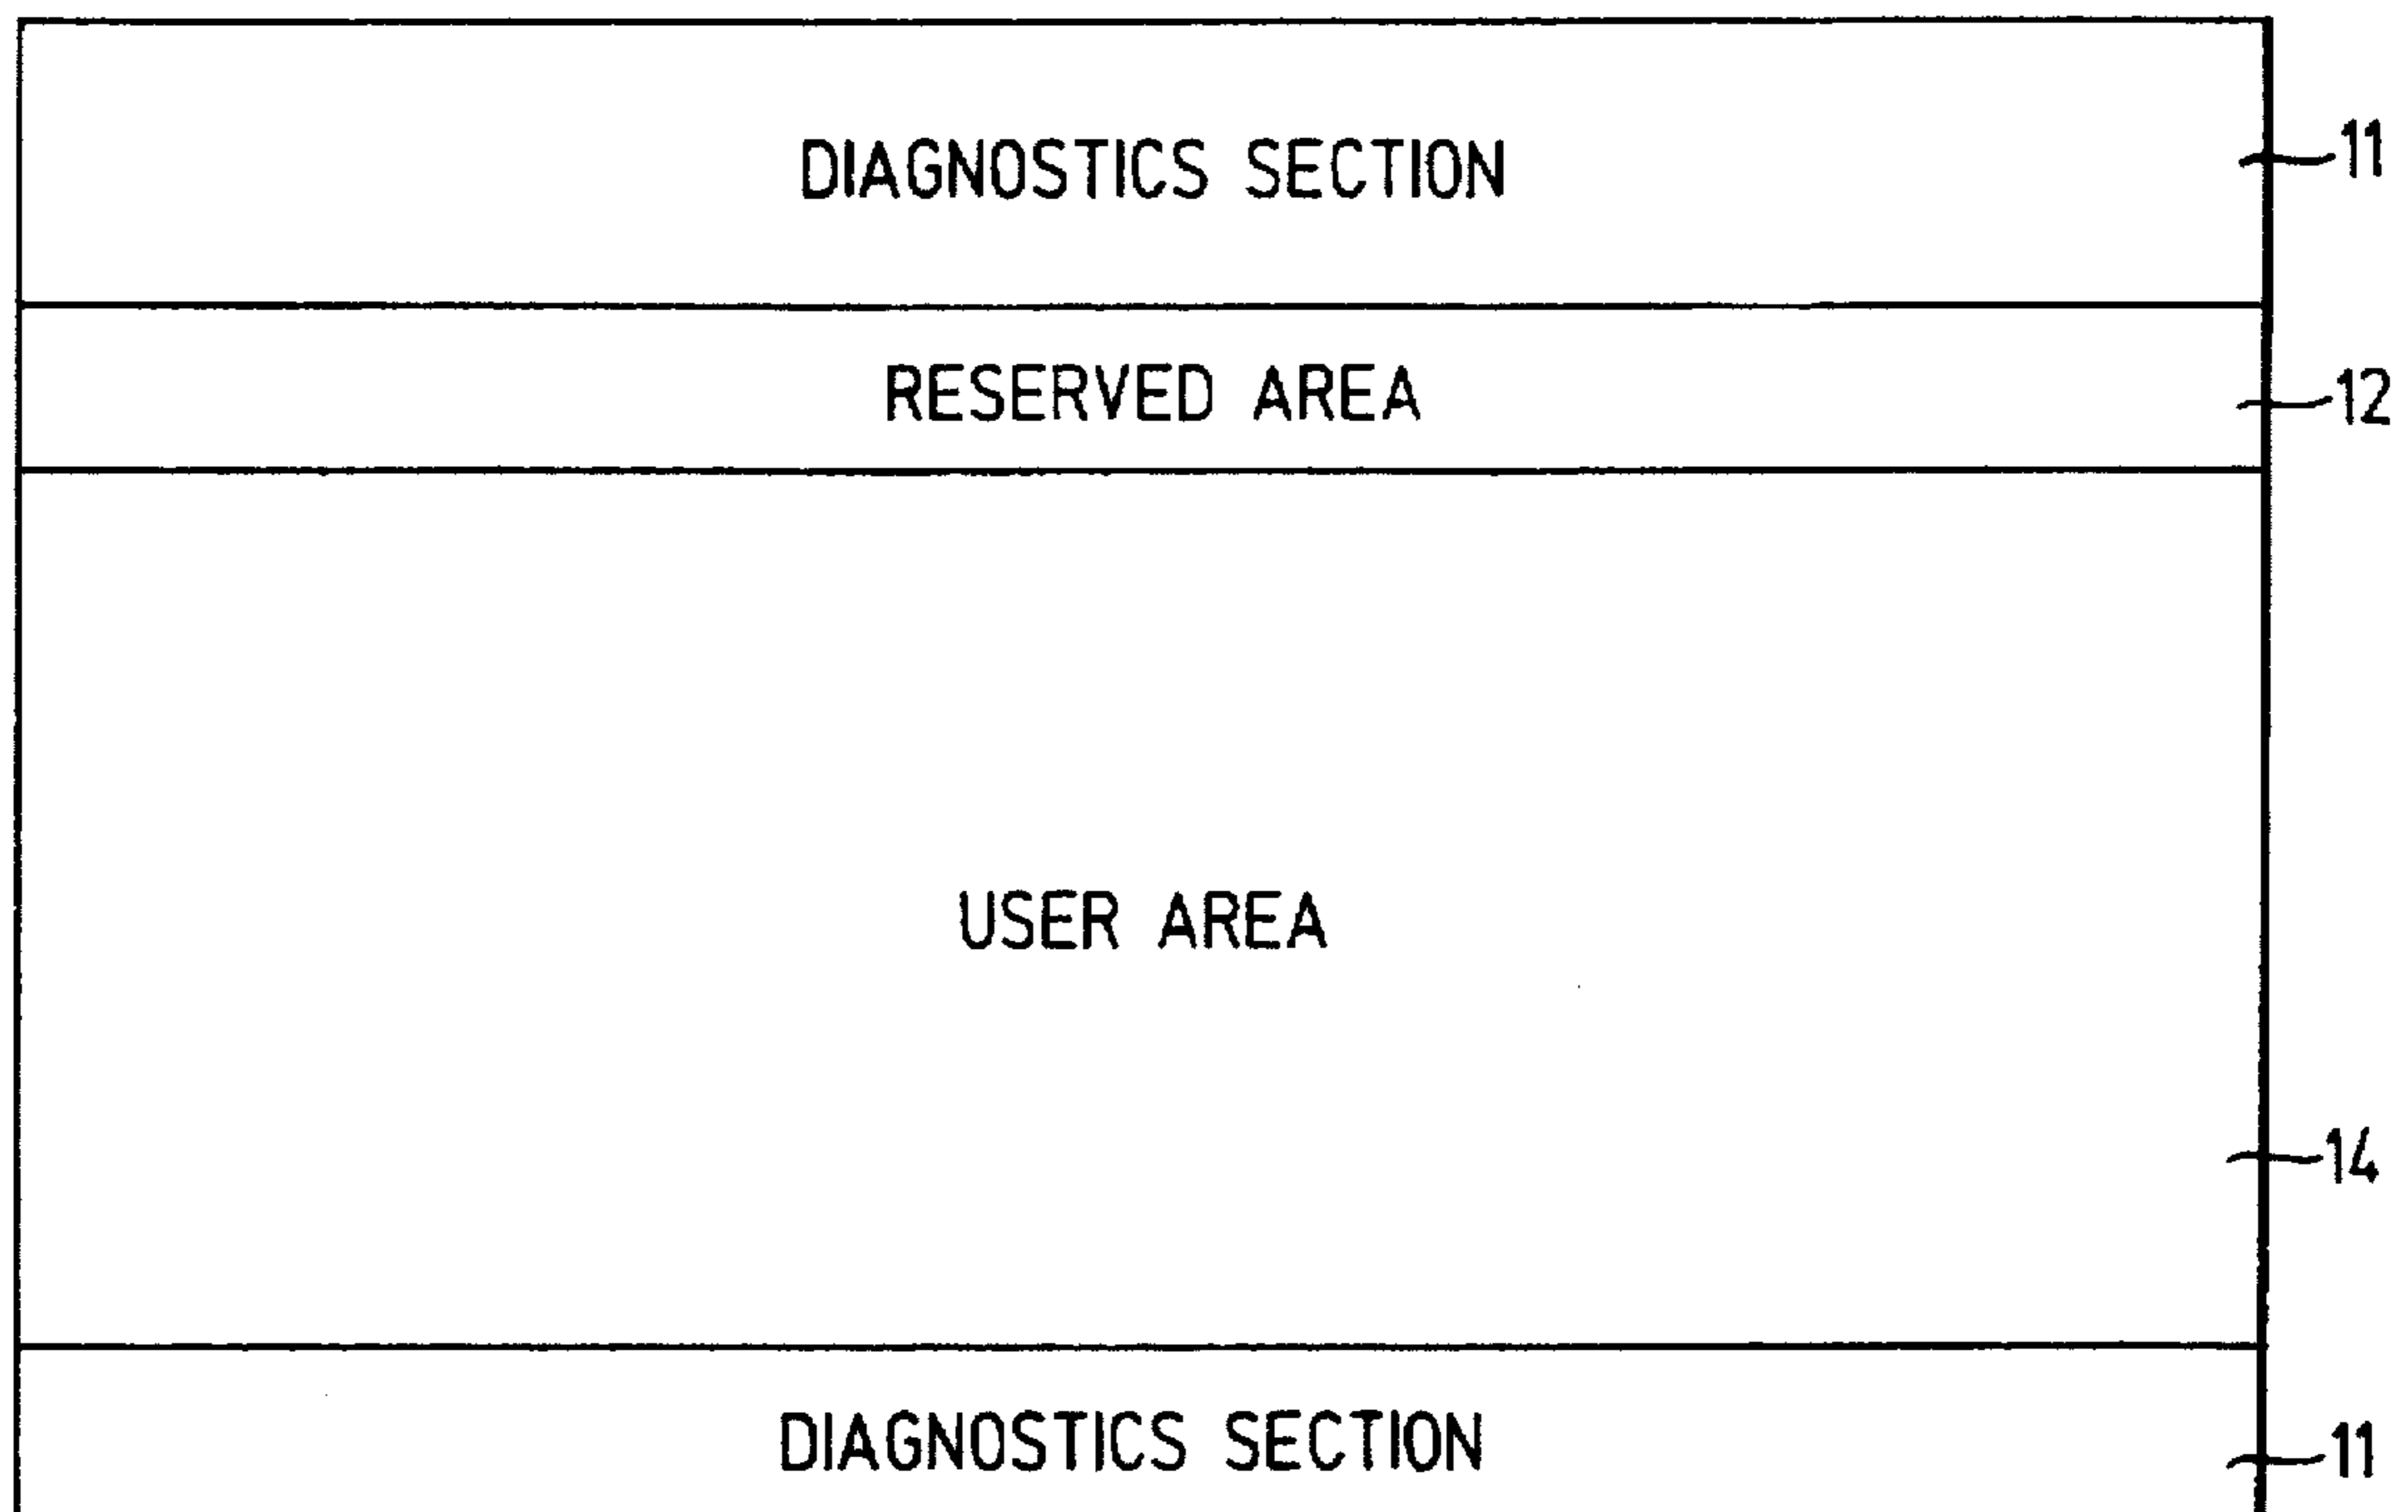 DIAGNOSTICS SECTION 11
RESERVED AREA 12
USER AREA
14
DIAGNOSTICS SECTION 11